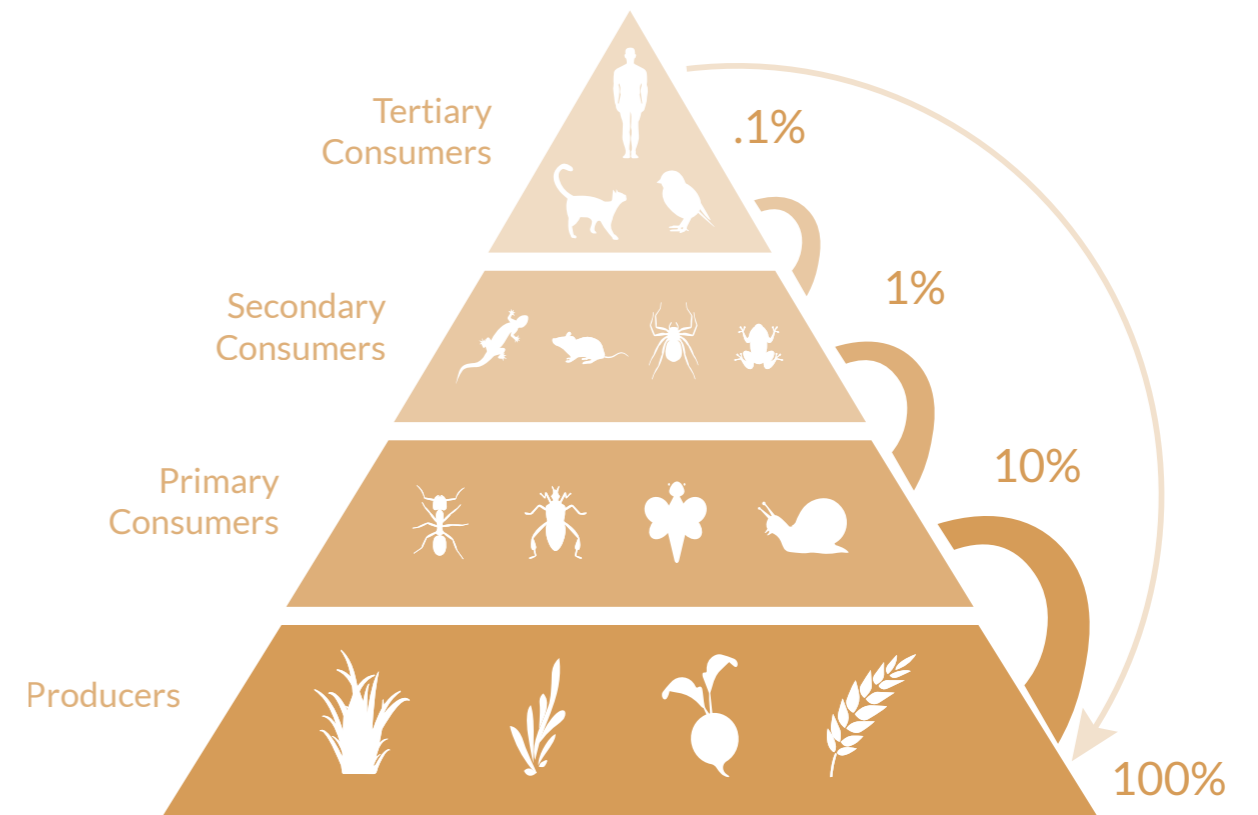 Tertiary
Consumers
.1%
Secondary
Consumers
1%
Primary
Consumers
10%
Producers
100%